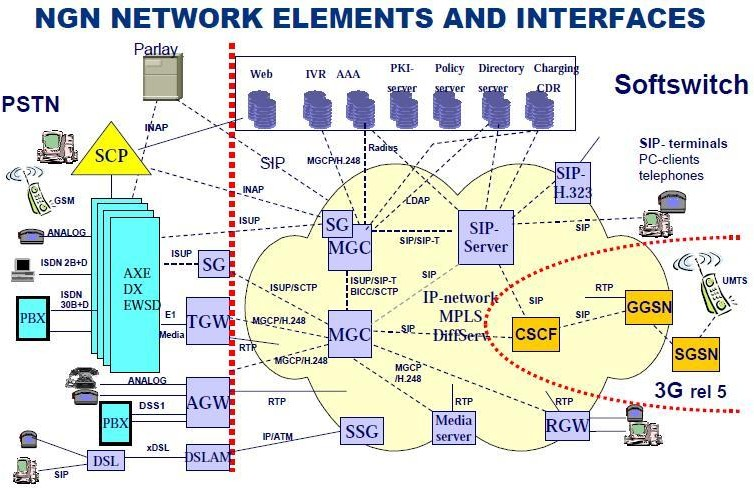 NGN NETWORK ELEMENTS AND INTERFACES
Parlay
PSTN
Softswitch
Web
IVR
AAA
PKI-
server
Policy
server
Directory
server
Charging
CDR
INAP
SCP
SIP
MGCP/H.248
Radius
SIP-
H.323
SIP- terminals
PC-clients
telephones
GSM
INAP
LDAP
ISUP
SG
MGC
SIP/SIP-T
SIP-
Server
SIP
ANALOG
ISDN 2B+D
ISDN
30B+D
PBX
AXE
DX
EWSD
ISUP
SG
ISUP/SCTP
ISUP/SIP-T
BICC/SCTP
SIP
IP-network
MPLS
DiffServ
SIP
RTP
UMTS
GGSN
SIP
CSCF
SGSN
3G rel 5
E1
Media
TGW
MGCP/H.248
RTP
MGC
SIP
MGCP/H.248
MGCP
/H.248
ANALOG
DSS1
PBX
AGW
RTP
RTP
RTP
IP/ATM
SSG
Media
server
RGW
xDSL
DSL
DSLAM
SIP